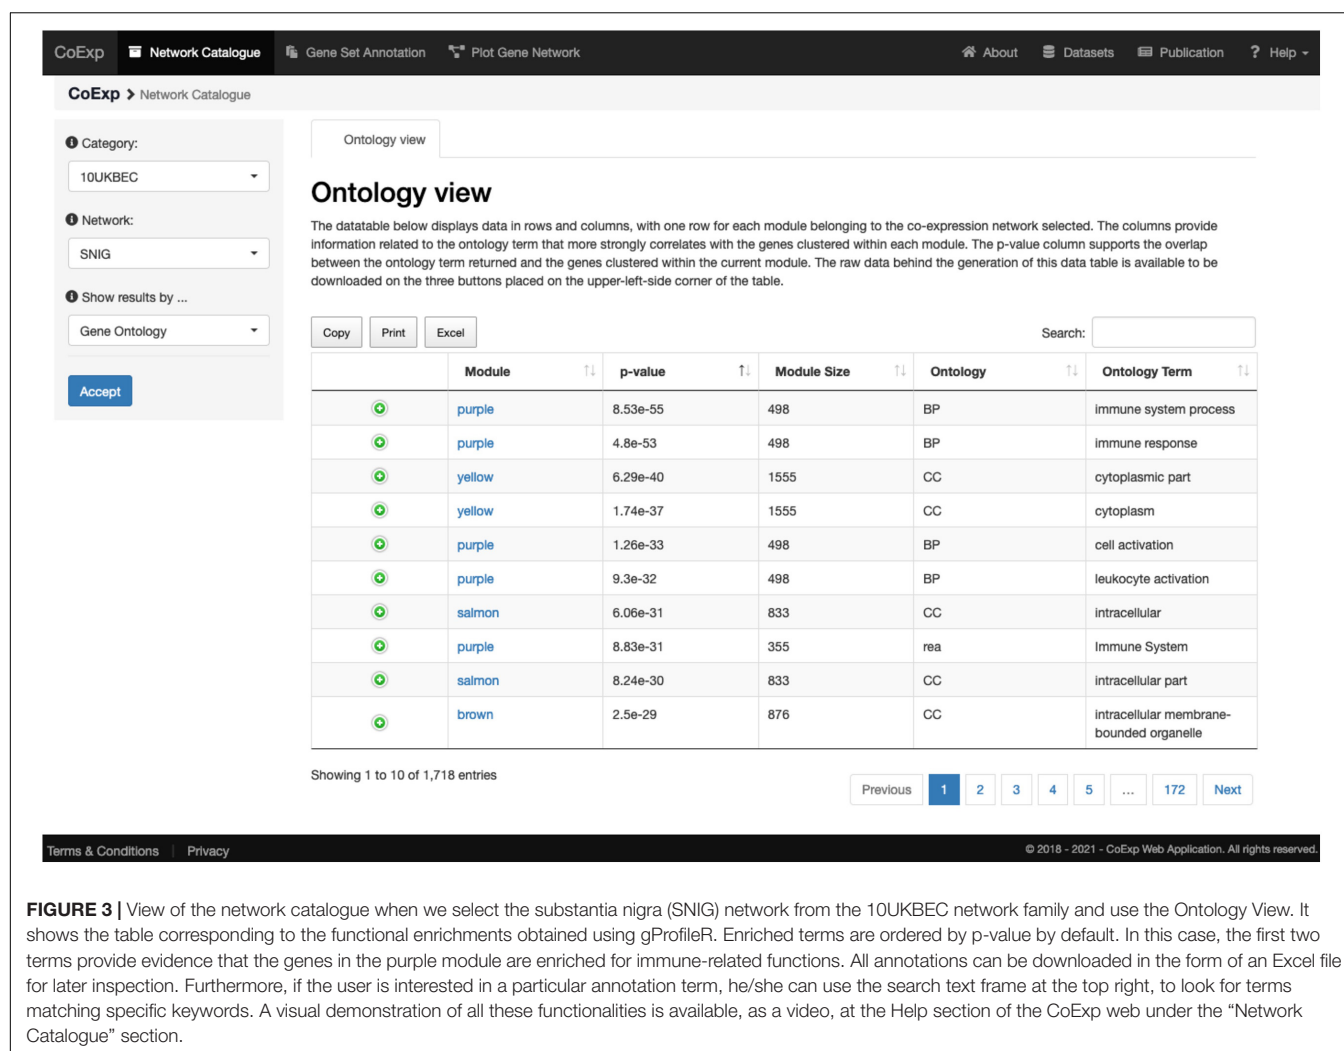 CoExp Network Catalogue Gene Set Annotation Plot Gene Network About Datasets Publication ? Help
CoExp > Network Catalogue
Category:
10UKBEC
Network:
SNIG
Show results by ...
Gene Ontology
Accept
Ontology view
Ontology view
The datatable below displays data in rows and columns, with one row for each module belonging to the co-expression network selected. The columns provide
information related to the ontology term that more strongly correlates with the genes clustered within each module. The p-value column supports the overlap
between the ontology term returned and the genes clustered within the current module. The raw data behind the generation of this data table is available to be
downloaded on the three buttons placed on the upper-left-side corner of the table.
Copy Print Excel Search:
Module p-value Module Size Ontology Ontology Term
purple 8.53e-55 498 BP immune system process
purple 4.8e-53 498 BP immune response
yellow 6.29e-40 1555 CC cytoplasmic part
yellow 1.74e-37 1555 CC cytoplasm
purple 1.26e-33 498 BP cell activation
purple 9.3e-32 498 BP leukocyte activation
salmon 6.06e-31 833 CC intracellular
purple 8.83e-31 355 rea Immune System
salmon 8.24e-30 833 CC intracellular part
brown 2.5e-29 876 CC intracellular membrane-
bounded organelle
Showing 1 to 10 of 1,718 entries
Previous 1 2 3 4 5 ... 172 Next
Terms & Conditions | Privacy © 2018 - 2021 - CoExp Web Application. All rights reserved.
FIGURE 3 | View of the network catalogue when we select the substantia nigra (SNIG) network from the 10UKBEC network family and use the Ontology View. It
shows the table corresponding to the functional enrichments obtained using gProfileR. Enriched terms are ordered by p-value by default. In this case, the first two
terms provide evidence that the genes in the purple module are enriched for immune-related functions. All annotations can be downloaded in the form of an Excel file
for later inspection. Furthermore, if the user is interested in a particular annotation term, he/she can use the search text frame at the top right, to look for terms
matching specific keywords. A visual demonstration of all these functionalities is available, as a video, at the Help section of the CoExp web under the “Network
Catalogue” section.